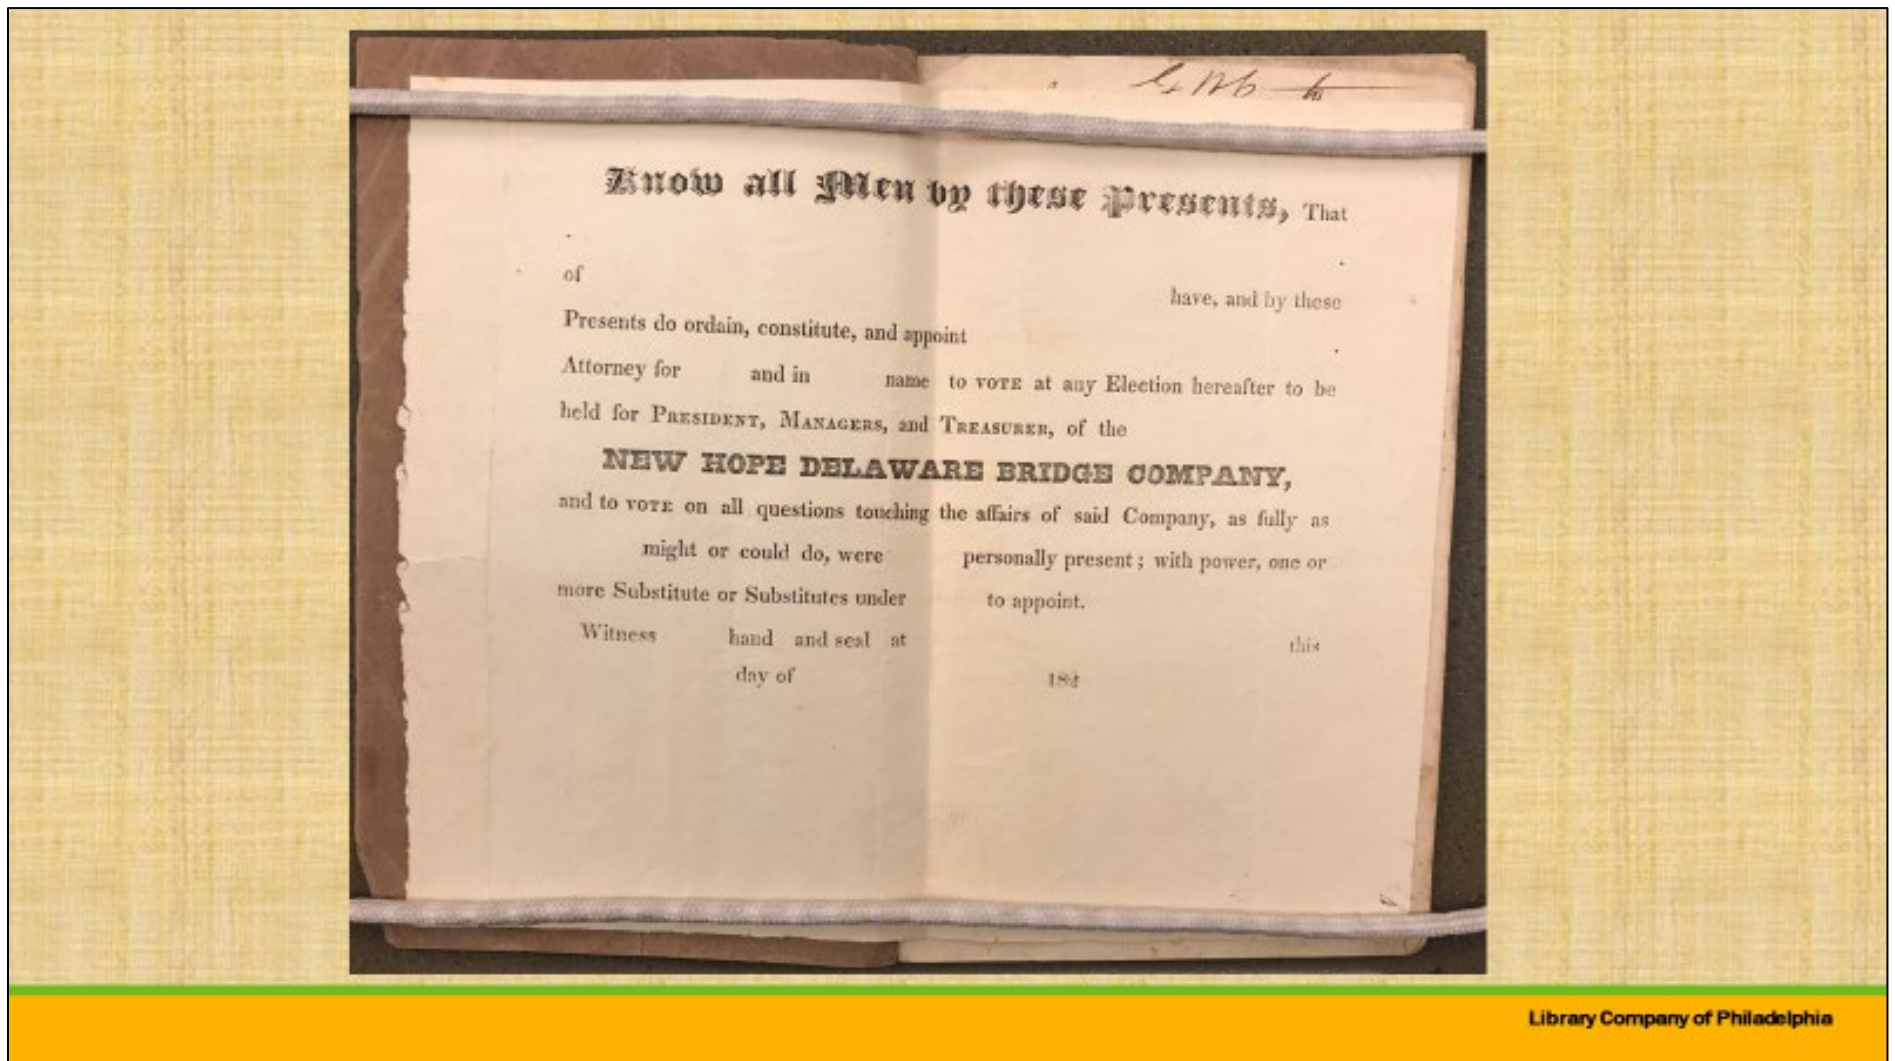 Know all Men by these Presents, That
of
have, and by these
Presents do ordain, constitute, and appoint
Attorney for and in name to VOTE at any Election hereafter to be
held for PRESIDENT, MANAGERS, and TREASURER, of the
NEW HOPE DELAWARE BRIDGE COMPANY,
and to VOTE on all questions touching the affairs of said Company, as fully as
might or could do, were personally present; with power, one or
more Substitute or Substitutes under to appoint.
Witness hand and seal at this
day of 182
Library Company of Philadelphia